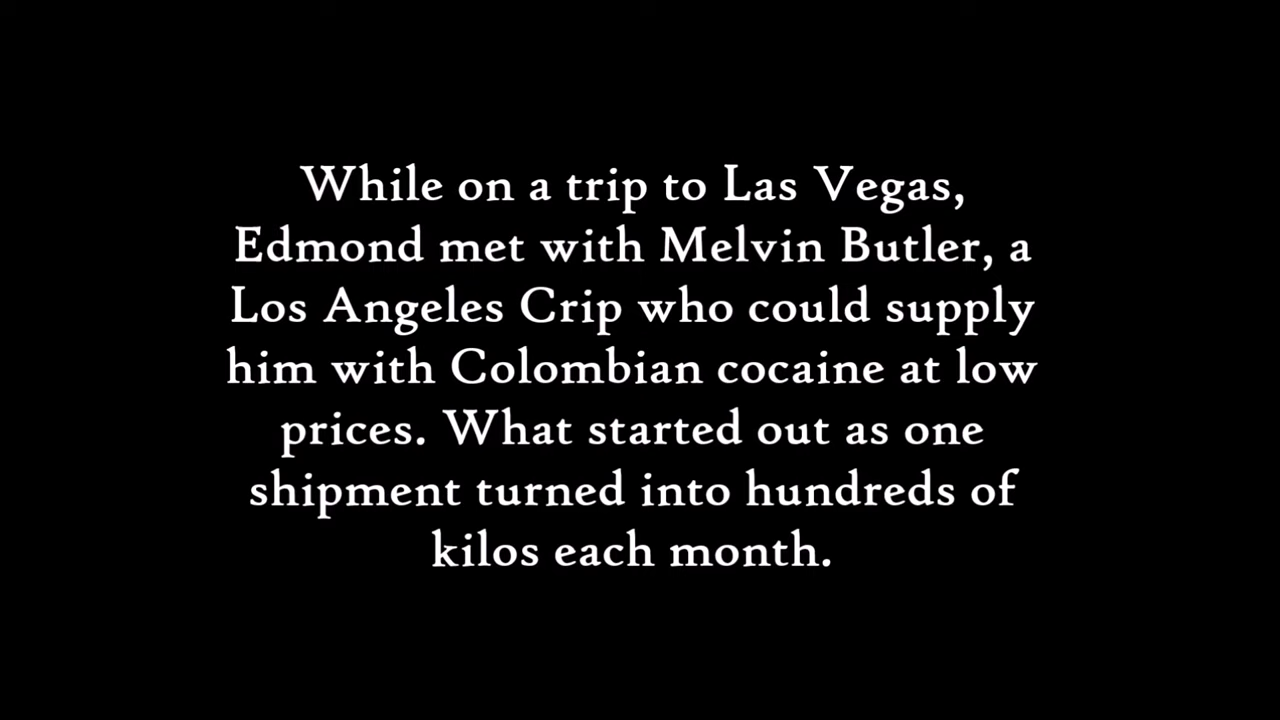 While on a trip to Las Vegas,
Edmond met with Melvin Butler, a
Los Angeles Crip who could supply
him with Colombian cocaine at low
prices. What started out as one
shipment turned into hundreds of
kilos each month.